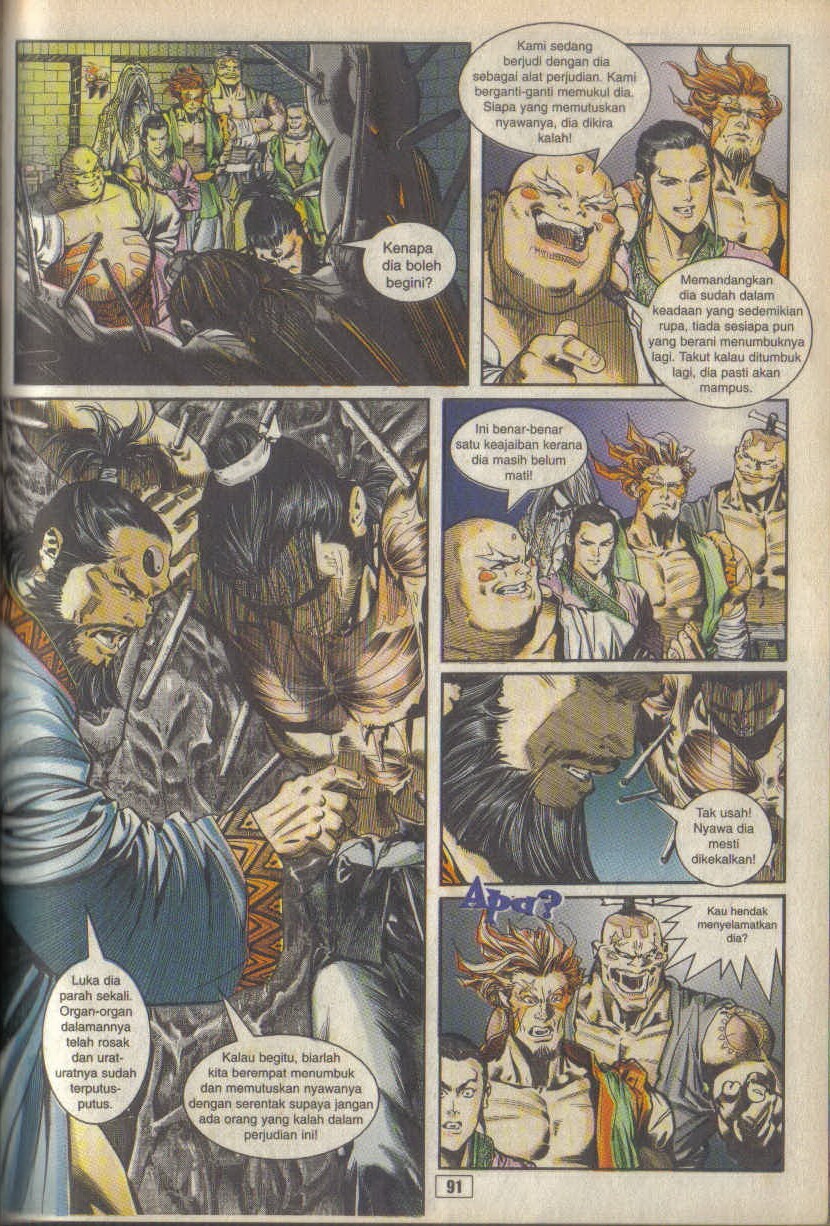 Kami sedang
berjudi dengan dia
sebagai alat perjudian. Kami
berganti-ganti memukul dia.
Siapa yang memutuskan
nyawanya, dia dikira
kalah!
Kenapa
dia boleh
begini?
Memandangkan
dia sudah dalam
keadaan yang sedemikian
rupa, tiada sesiapa pun
yang berani menumbuknya
lagi. Takut kalau ditumbuk
lagi, dia pasti akan
mampus.
Ini benar-benar
satu keajaiban kerana
dia masih belum
mati!
Luka dia
parah sekali.
Organ-organ
dalamannya
telah rosak
dan urat-
uratnya sudah
terputus-
putus.
Kalau begitu, biarlah
kita berempat menumbuk
dan memutuskan nyawanya
dengan serentak supaya jangan
ada orang yang kalah dalam
perjudian ini!
Tak usah!
Nyawa dia
mesti
dikekalkan!
Apa?
Kau hendak
menyelamatkan
dia?
91